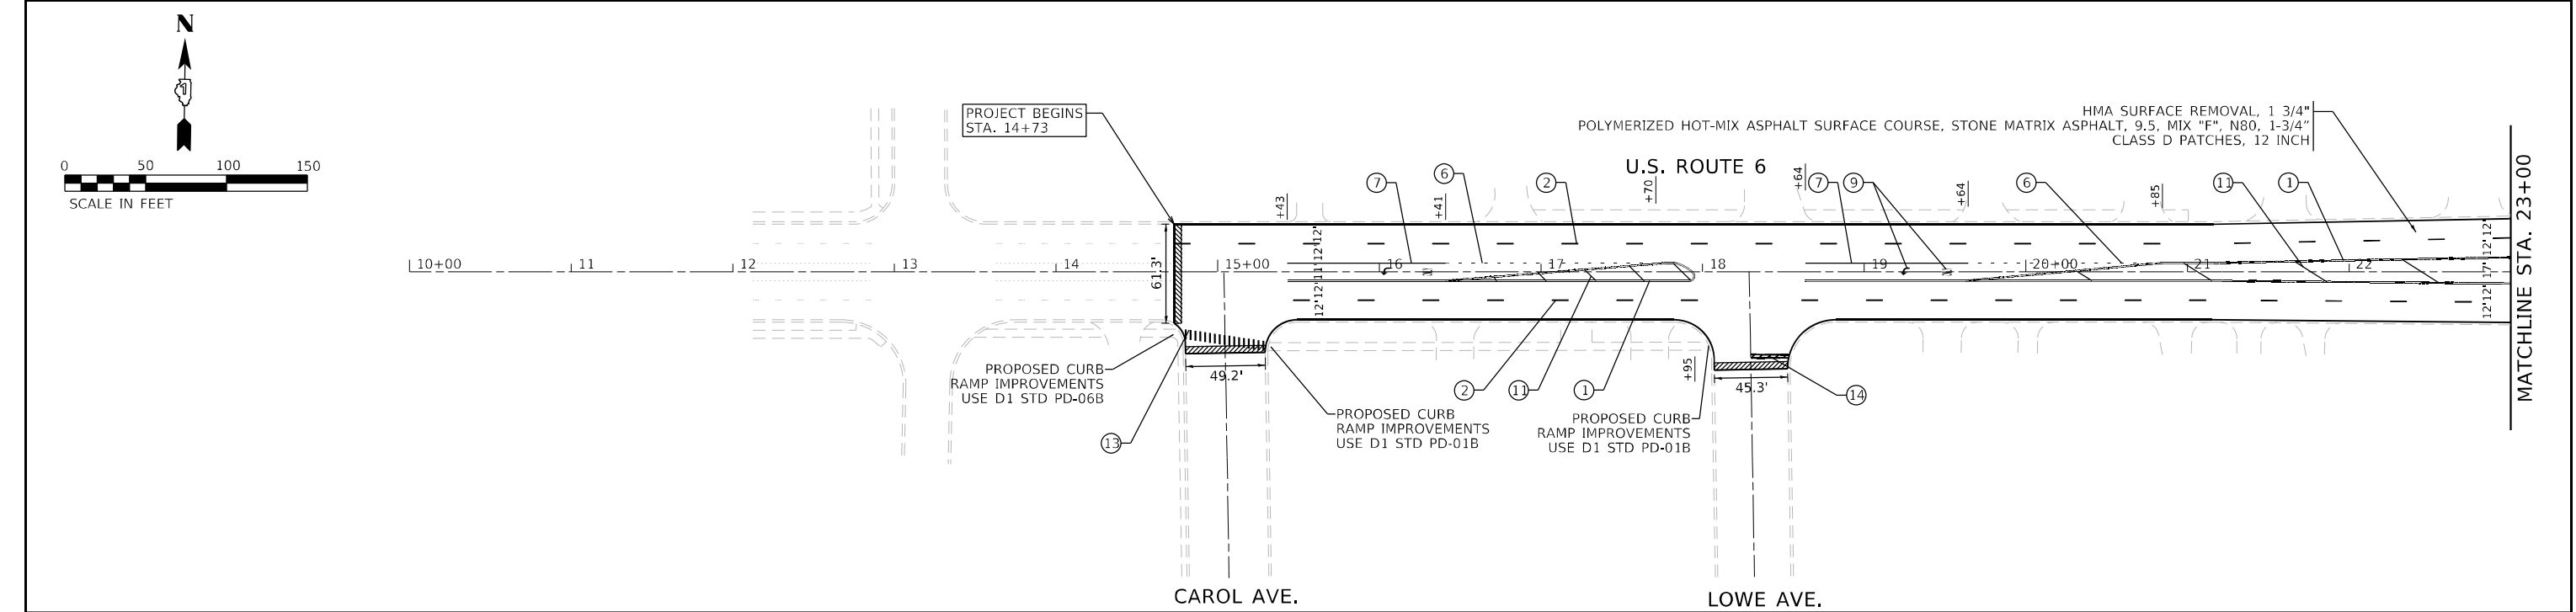 N
0 50 100 150
SCALE IN FEET
PROJECT BEGINS
STA. 14+73
HMA SURFACE REMOVAL, 1 3/4"
POLYMERIZED HOT-MIX ASPHALT SURFACE COURSE, STONE MATRIX ASPHALT, 9.5, MIX "F", N80, 1-3/4"
CLASS D PATCHES, 12 INCH
U.S. ROUTE 6
7 6 2 7 9 6 11 1
+43 +41 +70 +64 +64 +85
10+00 11 12 13 14 15+00 16 17 18 19 20+00 21 22
61.3'
12' 12' 11' 12' 12'
12' 12' 17' 12' 12'
MATCHLINE STA. 23+00
PROPOSED CURB
RAMP IMPROVEMENTS
USE D1 STD PD-06B
13
49.2'
PROPOSED CURB
RAMP IMPROVEMENTS
USE D1 STD PD-01B
2 11 1
PROPOSED CURB
RAMP IMPROVEMENTS
USE D1 STD PD-01B
+95
45.3'
14
CAROL AVE.
LOWE AVE.